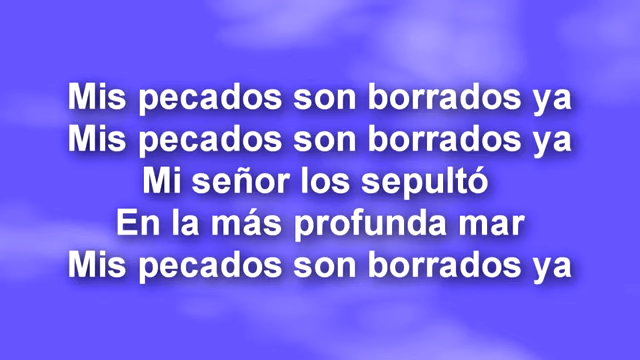 Mis pecados son borrados ya
Mis pecados son borrados ya
Mi señor los sepultó
En la más profunda mar
Mis pecados son borrados ya